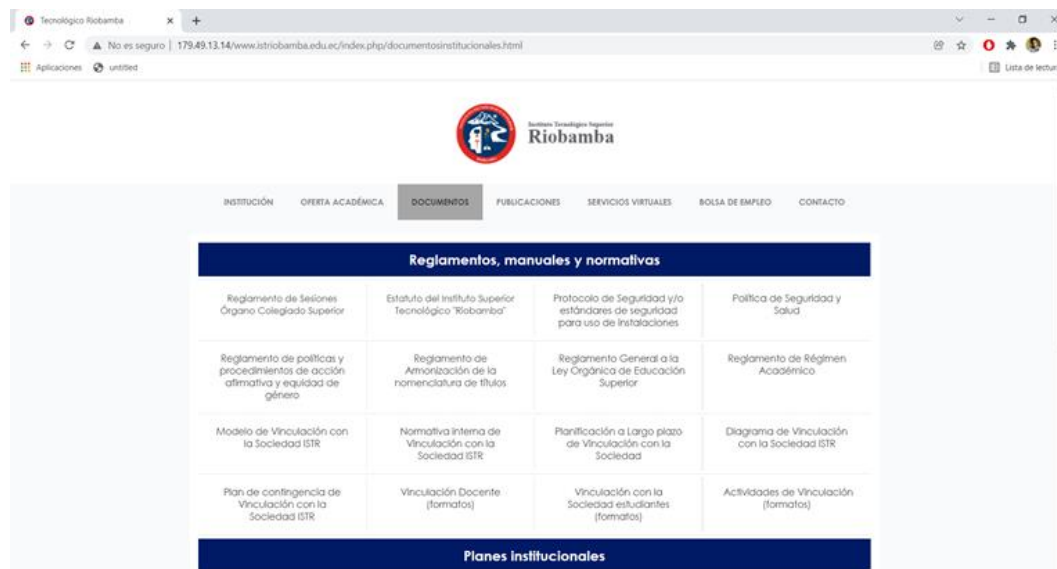 Tecnológico Riobamba
No es seguro | 179.49.13.14/www.istriobamba.edu.ec/index.php/documentosinstitucionales.html
Aplicaciones untitled Lista de lectur
Instituto Tecnológico Superior
Riobamba
INSTITUCIÓN OFERTA ACADÉMICA DOCUMENTOS PUBLICACIONES SERVICIOS VIRTUALES BOLSA DE EMPLEO CONTACTO
Reglamentos, manuales y normativas
Reglamento de Sesiones
Órgano Colegiado Superior
Estatuto del Instituto Superior
Tecnológico "Riobamba"
Protocolo de Seguridad y/o
estándares de seguridad
para uso de instalaciones
Política de Seguridad y
Salud
Reglamento de políticas y
procedimientos de acción
afirmativa y equidad de
género
Reglamento de
Armonización de la
nomenclatura de títulos
Reglamento General a la
Ley Orgánica de Educación
Superior
Reglamento de Régimen
Académico
Modelo de Vinculación con
la Sociedad ISTR
Normativa interna de
Vinculación con la
Sociedad ISTR
Planificación a Largo plazo
de Vinculación con la
Sociedad
Diagrama de Vinculación
con la Sociedad ISTR
Plan de contingencia de
Vinculación con la
Sociedad ISTR
Vinculación Docente
(formatos)
Vinculación con la
Sociedad estudiantes
(formatos)
Actividades de Vinculación
(formatos)
Planes institucionales